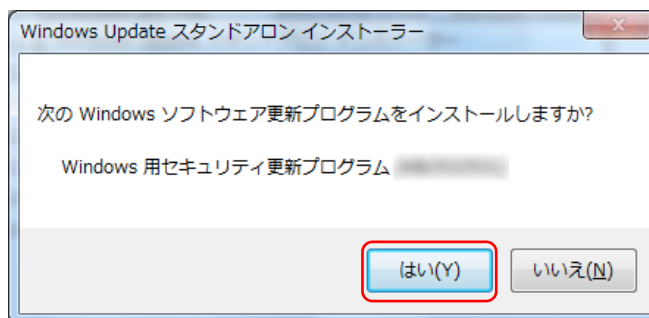 Windows Update スタンドアロン インストーラー
次の Windows ソフトウェア更新プログラムをインストールしますか?
Windows 用セキュリティ更新プログラム
はい(Y)
いいえ(N)